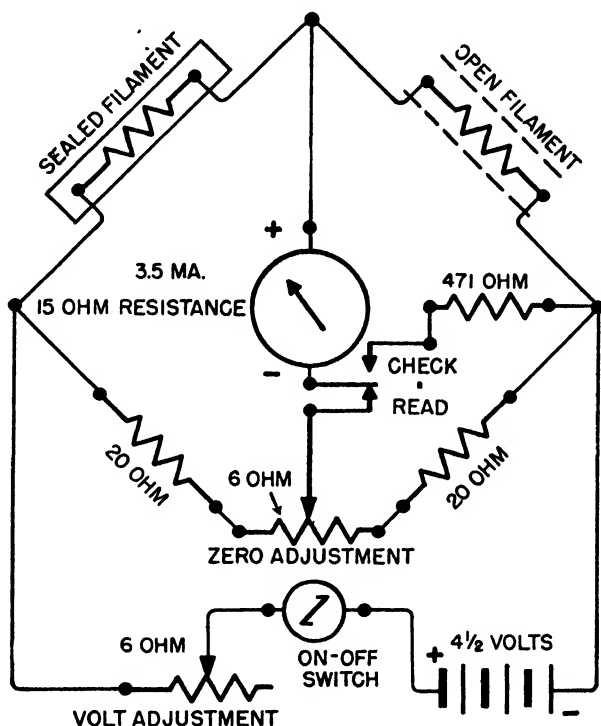 SEALED FILAMENT
OPEN FILAMENT
+
3.5 MA.
15 OHM RESISTANCE
471 OHM
-
CHECK
READ
20 OHM
6 OHM
20 OHM
ZERO ADJUSTMENT
6 OHM
ON-OFF
SWITCH
+
4½ VOLTS
-
VOLT ADJUSTMENT